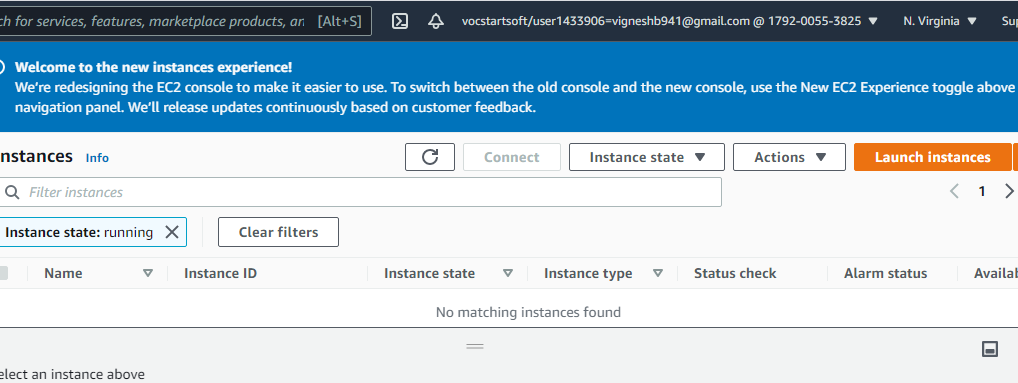 ch for services, features, marketplace products, an [Alt+S] vocstartsoft/user1433906=vigneshb941@gmail.com @ 1792-0055-3825 N. Virginia Sup
Welcome to the new instances experience!
We're redesigning the EC2 console to make it easier to use. To switch between the old console and the new console, use the New EC2 Experience toggle above
navigation panel. We'll release updates continuously based on customer feedback.
nstances Info Connect Instance state Actions Launch instances
Filter instances 1
Instance state: running Clear filters
Name Instance ID Instance state Instance type Status check Alarm status Availab
No matching instances found
elect an instance above